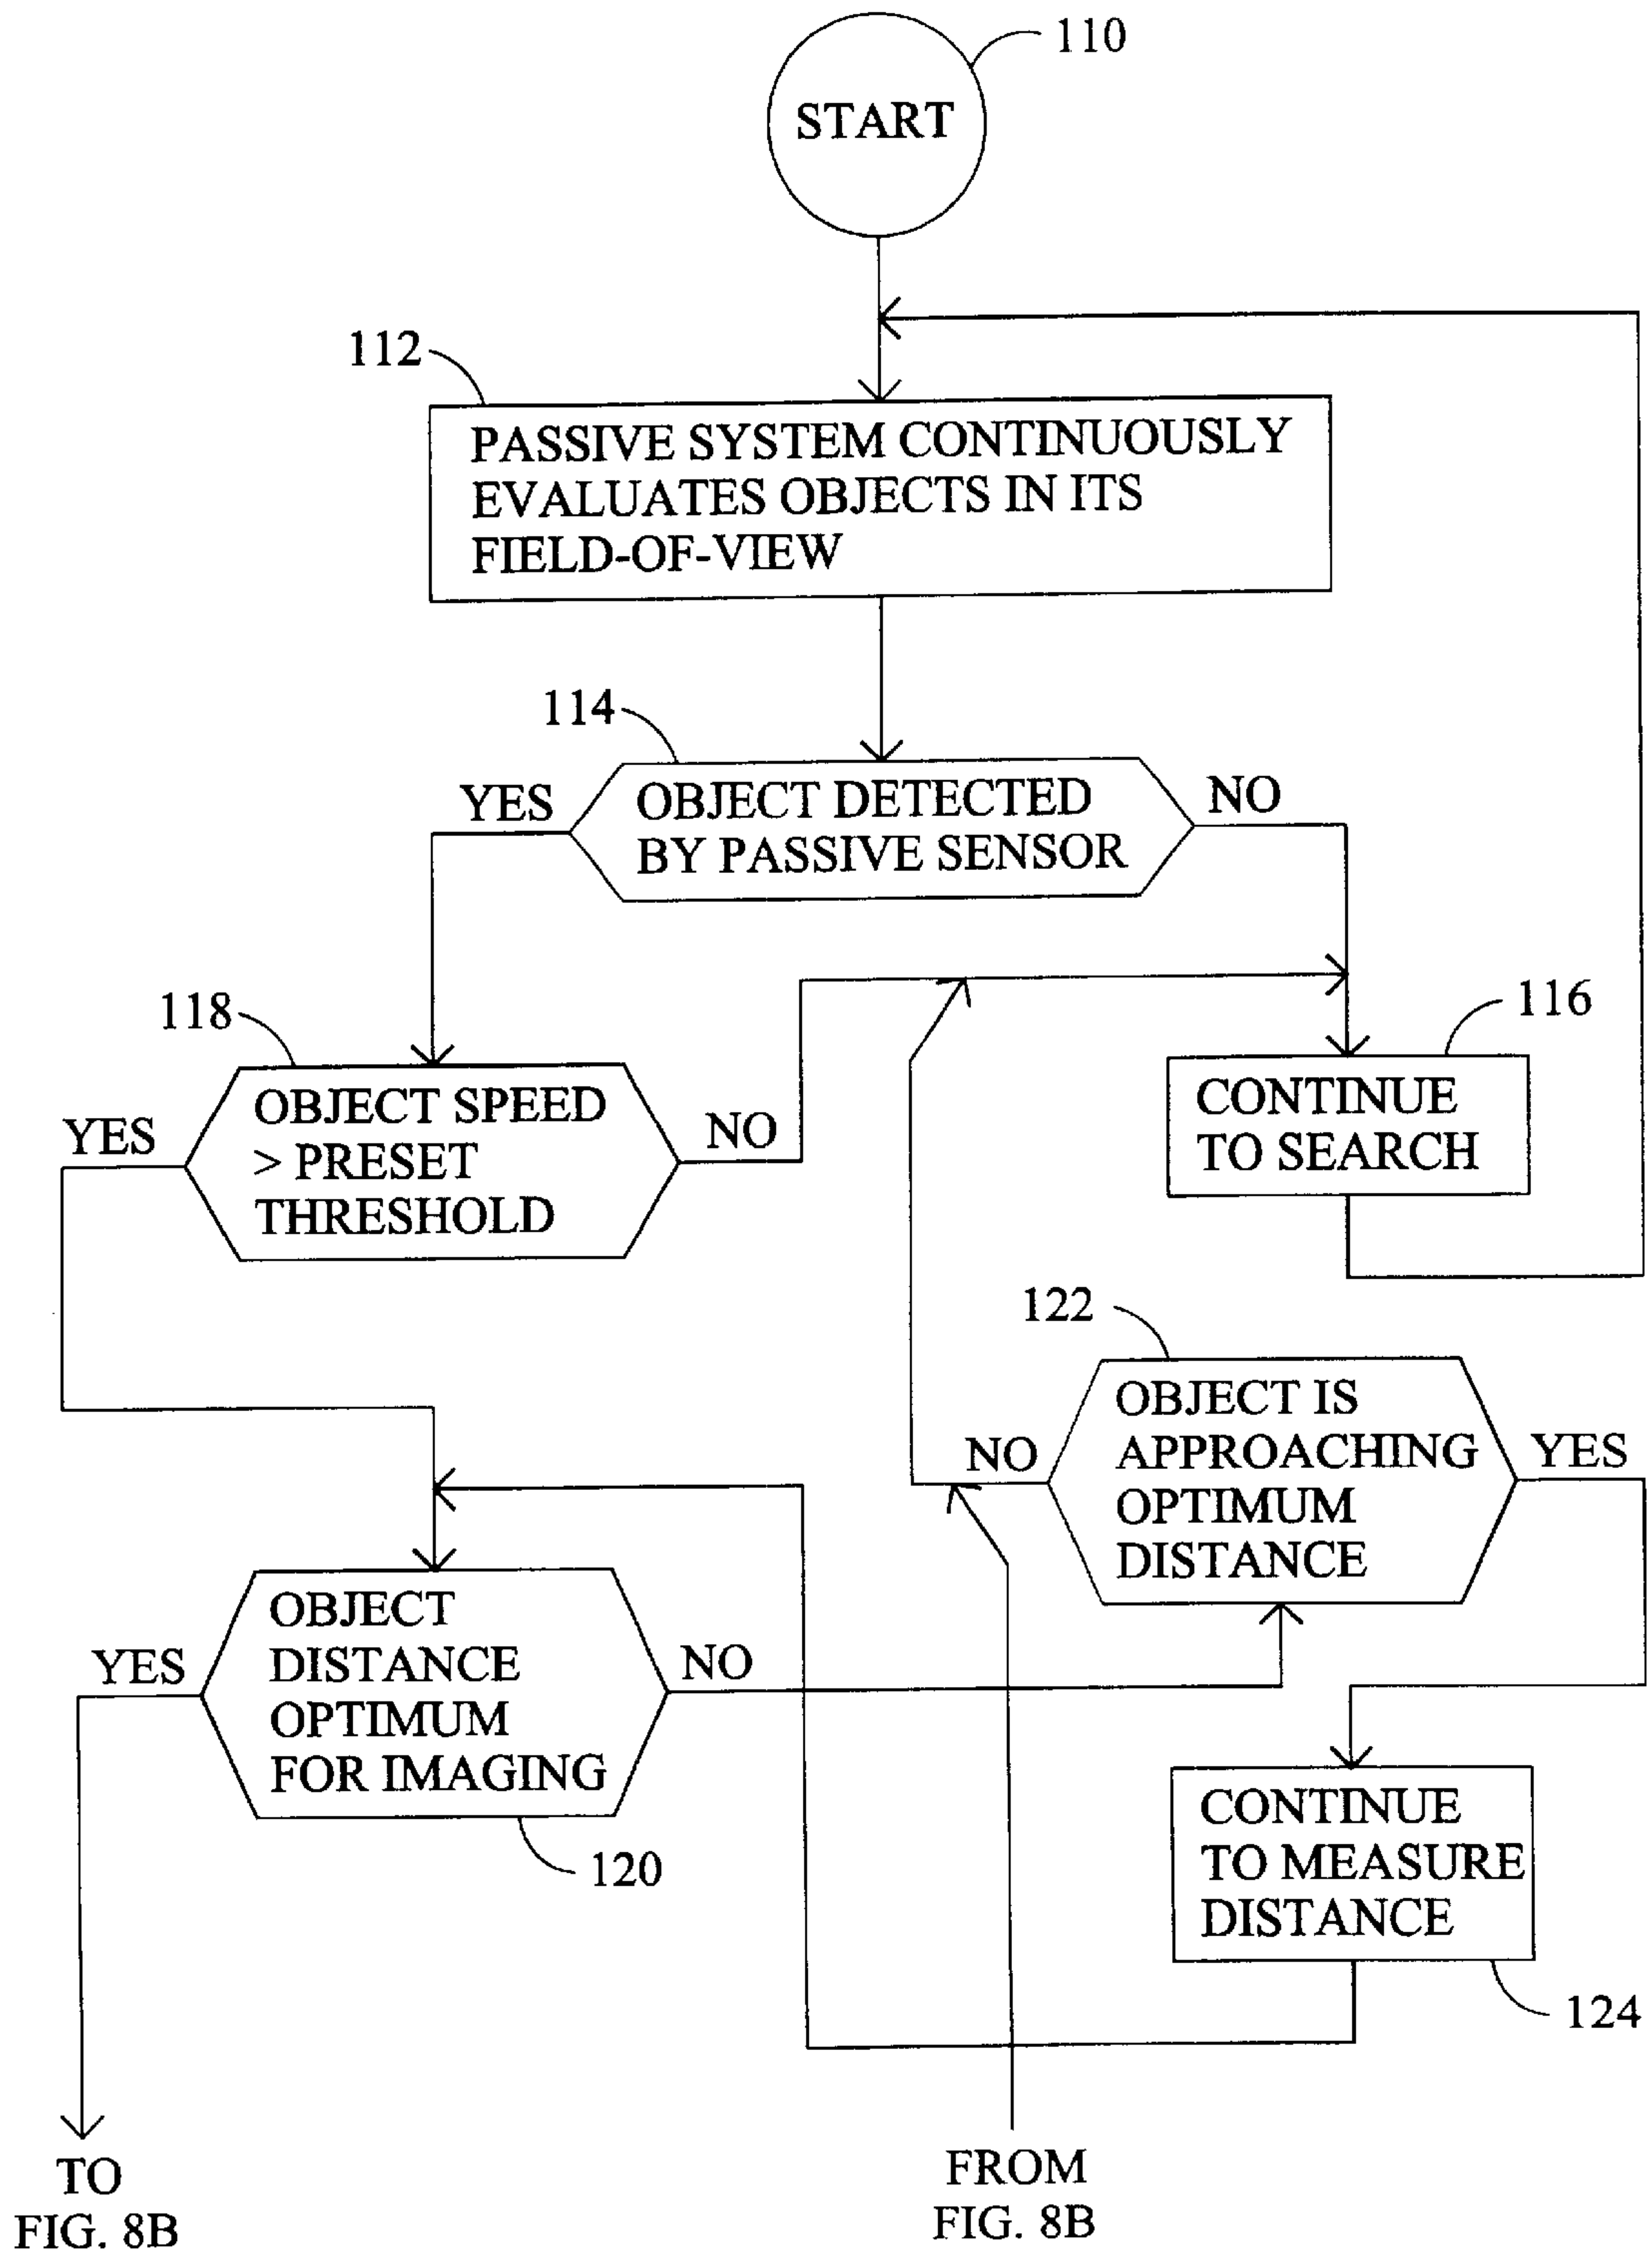 110
START
112
PASSIVE SYSTEM CONTINUOUSLY
EVALUATES OBJECTS IN ITS
FIELD-OF-VIEW
114
YES
OBJECT DETECTED
BY PASSIVE SENSOR
NO
118
YES
OBJECT SPEED
> PRESET
THRESHOLD
NO
116
CONTINUE
TO SEARCH
122
NO
OBJECT IS
APPROACHING
OPTIMUM
DISTANCE
YES
YES
OBJECT
DISTANCE
OPTIMUM
FOR IMAGING
NO
120
CONTINUE
TO MEASURE
DISTANCE
124
TO
FIG. 8B
FROM
FIG. 8B